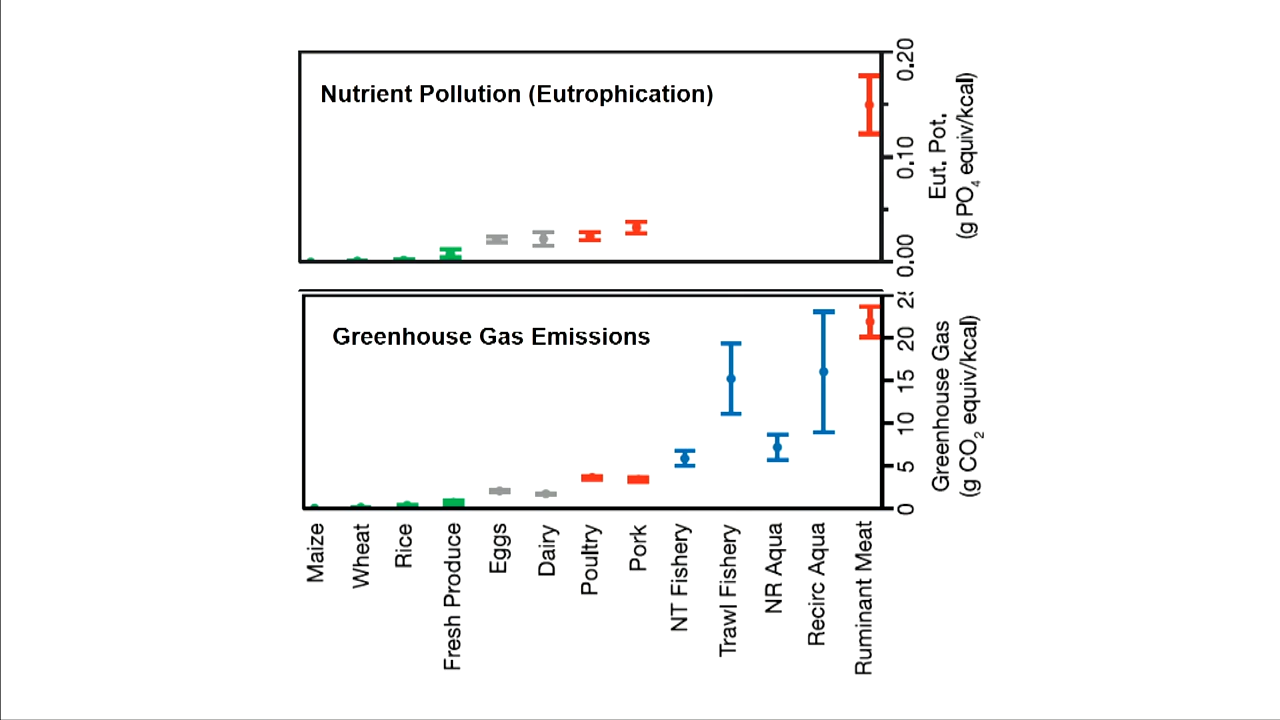 Nutrient Pollution (Eutrophication)
0.20
0.10
0.00
Eut. Pot.
(g PO4 equiv/kcal)
Greenhouse Gas Emissions
20
15
10
5
0
Greenhouse Gas
(g CO2 equiv/kcal)
Maize
Wheat
Rice
Fresh Produce
Eggs
Dairy
Poultry
Pork
NT Fishery
Trawl Fishery
NR Aqua
Recirc Aqua
Ruminant Meat